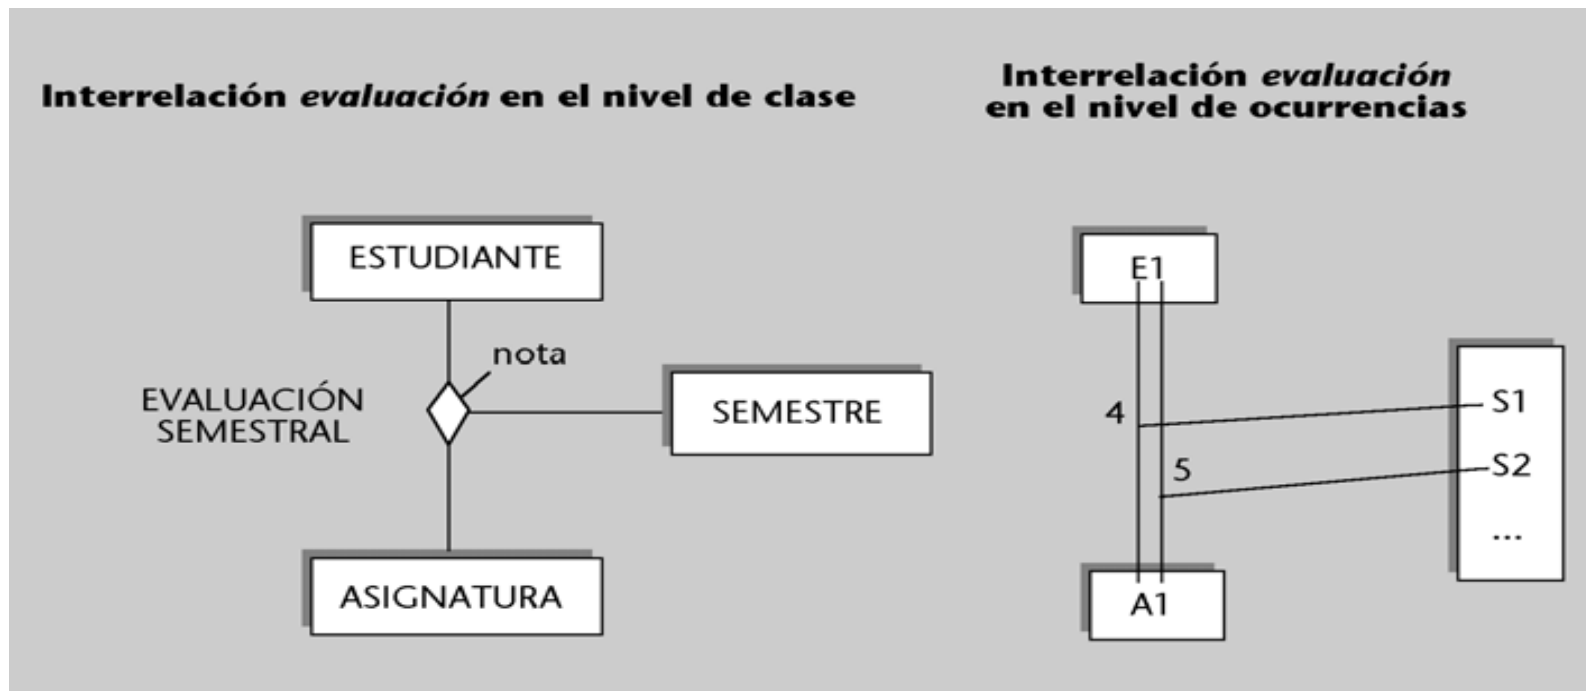 Interrelación evaluación en el nivel de clase
ESTUDIANTE
nota
EVALUACIÓN
SEMESTRAL
SEMESTRE
ASIGNATURA
Interrelación evaluación
en el nivel de ocurrencias
E1
4
S1
5
S2
...
A1